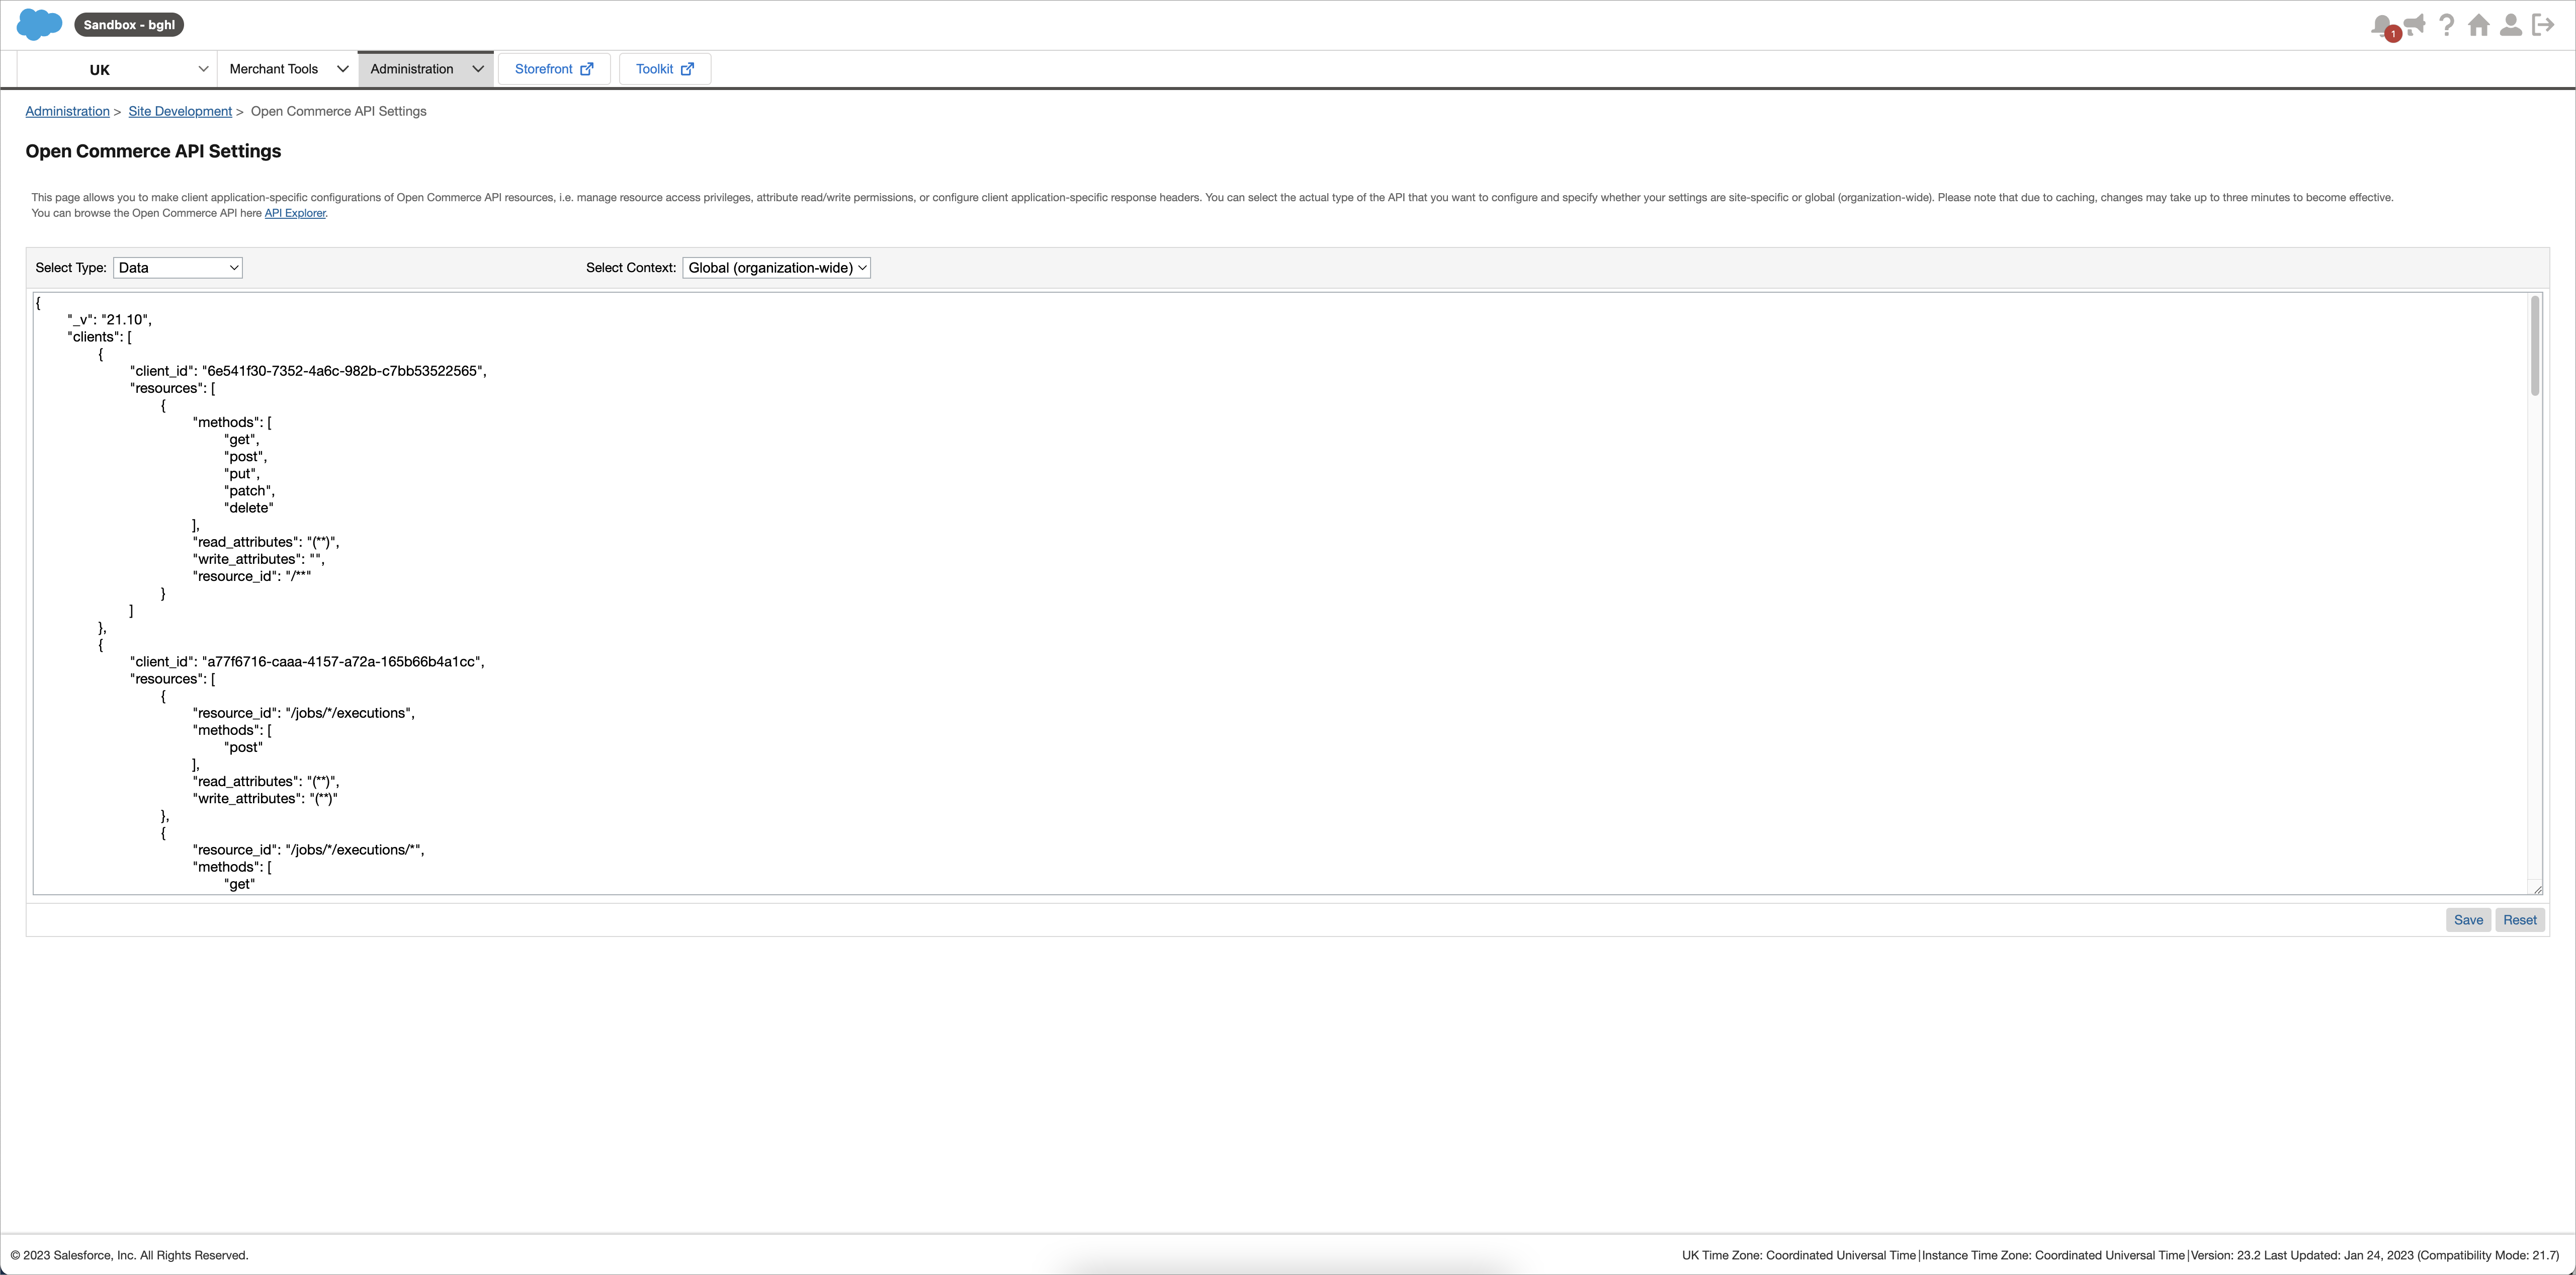 Sandbox - bghl
1
UK
Merchant Tools
Administration
Storefront
Toolkit
Administration > Site Development > Open Commerce API Settings
Open Commerce API Settings
This page allows you to make client application-specific configurations of Open Commerce API resources, i.e. manage resource access privileges, attribute read/write permissions, or configure client application-specific response headers. You can select the actual type of the API that you want to configure and specify whether your settings are site-specific or global (organization-wide). Please note that due to caching, changes may take up to three minutes to become effective.
You can browse the Open Commerce API here API Explorer.
Select Type: Data
Select Context: Global (organization-wide)
{
"_v": "21.10",
"clients": [
{
"client_id": "6e541f30-7352-4a6c-982b-c7bb53522565",
"resources": [
{
"methods": [
"get",
"post",
"put",
"patch",
"delete"
],
"read_attributes": "(**)",
"write_attributes": "",
"resource_id": "/**"
}
]
},
{
"client_id": "a77f6716-caaa-4157-a72a-165b66b4a1cc",
"resources": [
{
"resource_id": "/jobs/*/executions",
"methods": [
"post"
],
"read_attributes": "(**)",
"write_attributes": "(**)"
},
{
"resource_id": "/jobs/*/executions/*",
"methods": [
"get"
Save
Reset
© 2023 Salesforce, Inc. All Rights Reserved.
UK Time Zone: Coordinated Universal Time|Instance Time Zone: Coordinated Universal Time|Version: 23.2 Last Updated: Jan 24, 2023 (Compatibility Mode: 21.7)